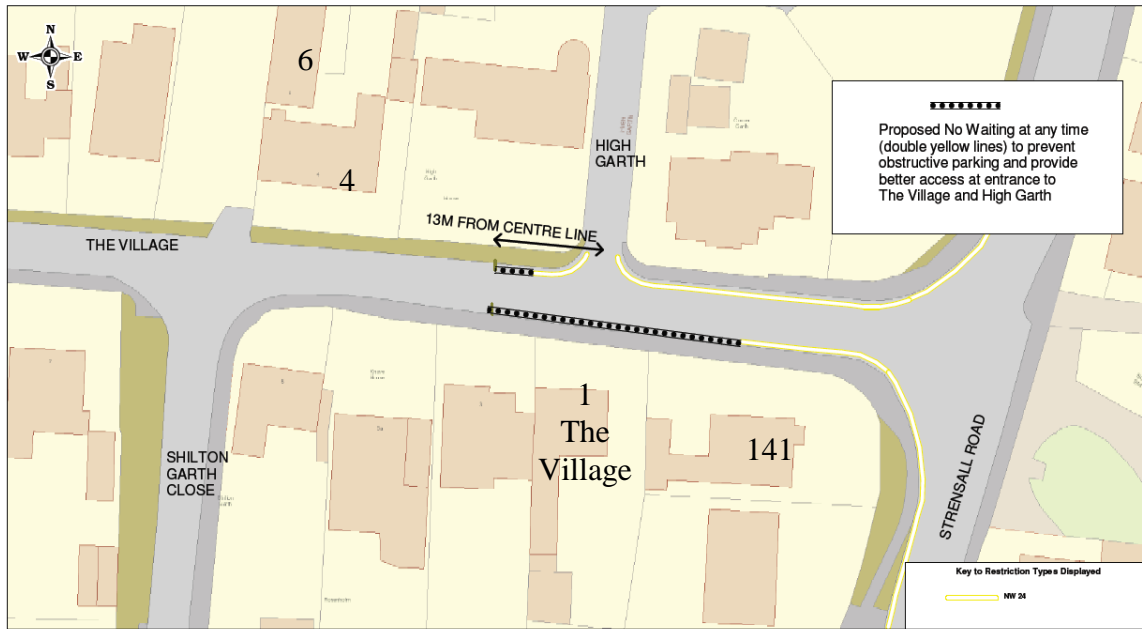 N
W E
S
6
4
HIGH
GARTH
HIGH GARTH
THE VILLAGE
13M FROM CENTRE LINE
Proposed No Waiting at any time
(double yellow lines) to prevent
obstructive parking and provide
better access at entrance to
The Village and High Garth
1
The
Village
141
SHILTON
GARTH
CLOSE
STRENSALL ROAD
Key to Restriction Types Displayed
NW 24